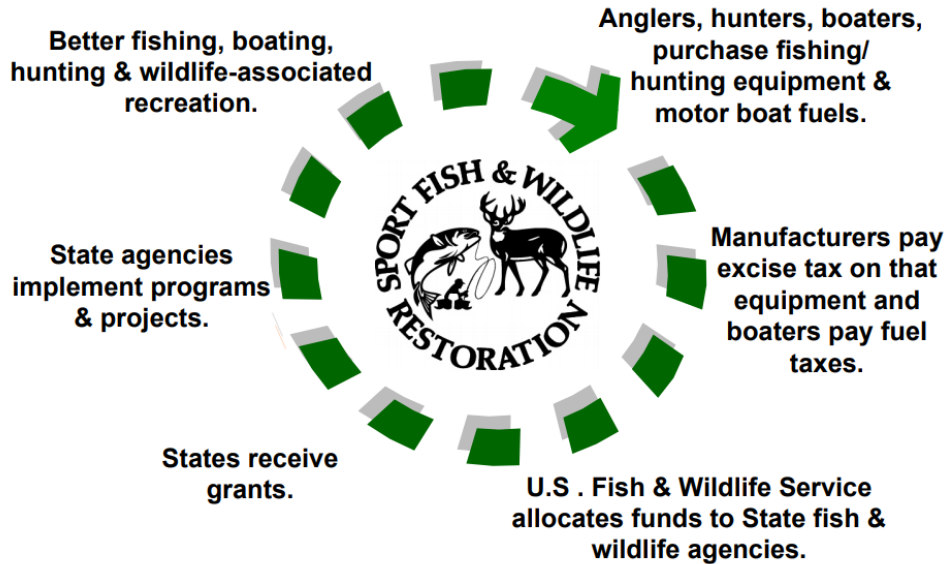 Anglers, hunters, boaters,
purchase fishing/
hunting equipment &
motor boat fuels.
Manufacturers pay
excise tax on that
equipment and
boaters pay fuel
taxes.
U.S . Fish & Wildlife Service
allocates funds to State fish &
wildlife agencies.
States receive
grants.
State agencies
implement programs
& projects.
Better fishing, boating,
hunting & wildlife-associated
recreation.
SPORT FISH & WILDLIFE
RESTORATION